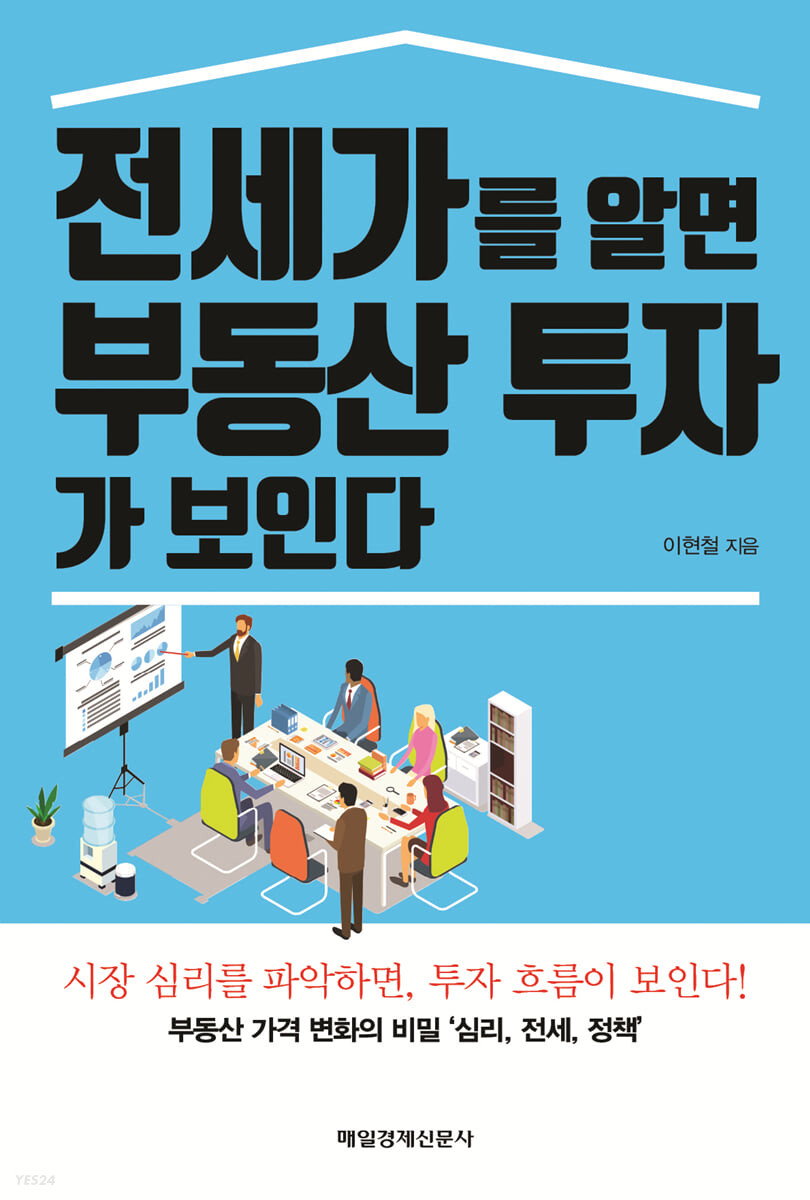 전세가를 알면
부동산 투자
가 보인다
이현철 지음
시장 심리를 파악하면, 투자 흐름이 보인다!
부동산 가격 변화의 비밀 ‘심리, 전세, 정책’
매일경제신문사
YES24